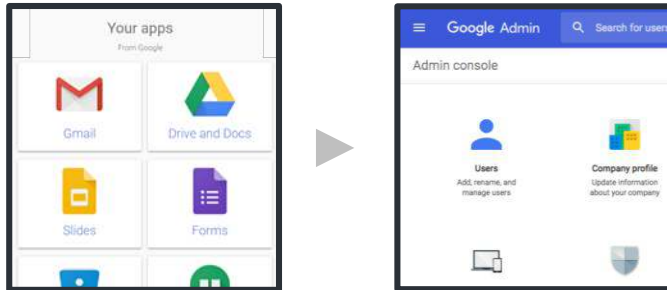 Your apps
From Google
Gmail
Drive and Docs
Slides
Forms
Google Admin
Search for users
Admin console
Users
Add, rename, and
manage users
Company profile
Update information
about your company